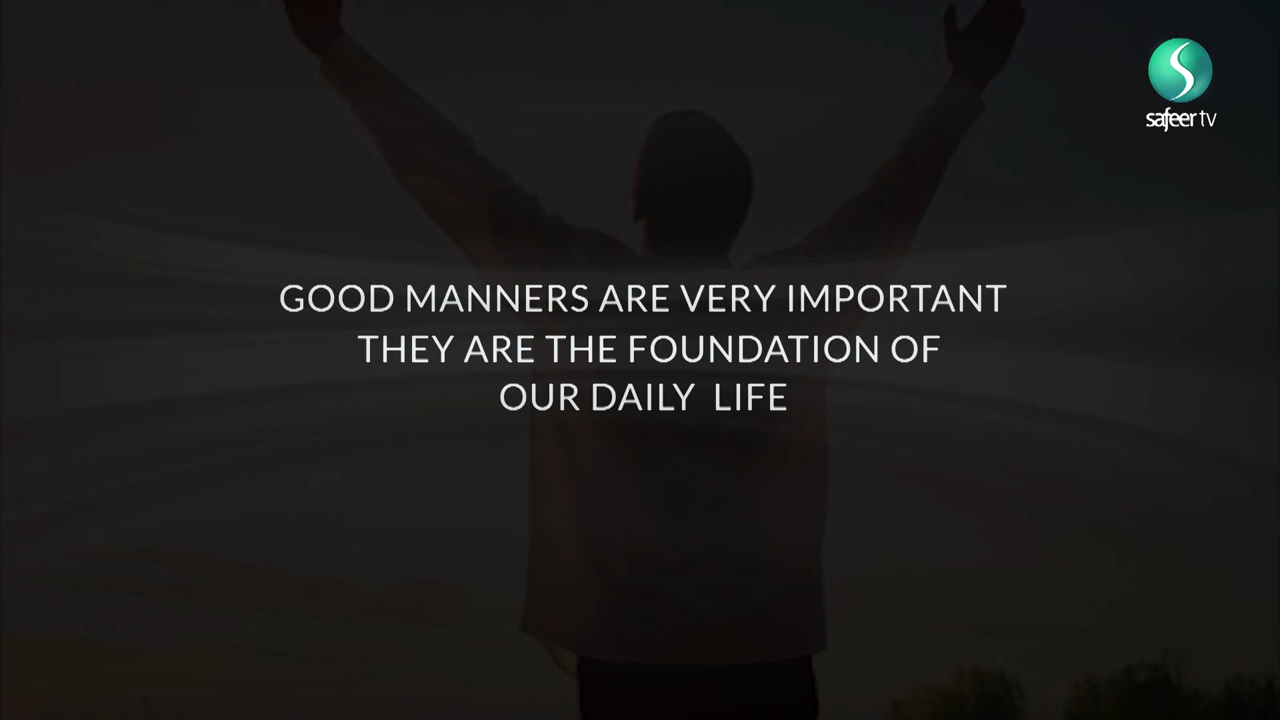 safeer tv
GOOD MANNERS ARE VERY IMPORTANT
THEY ARE THE FOUNDATION OF
OUR DAILY LIFE